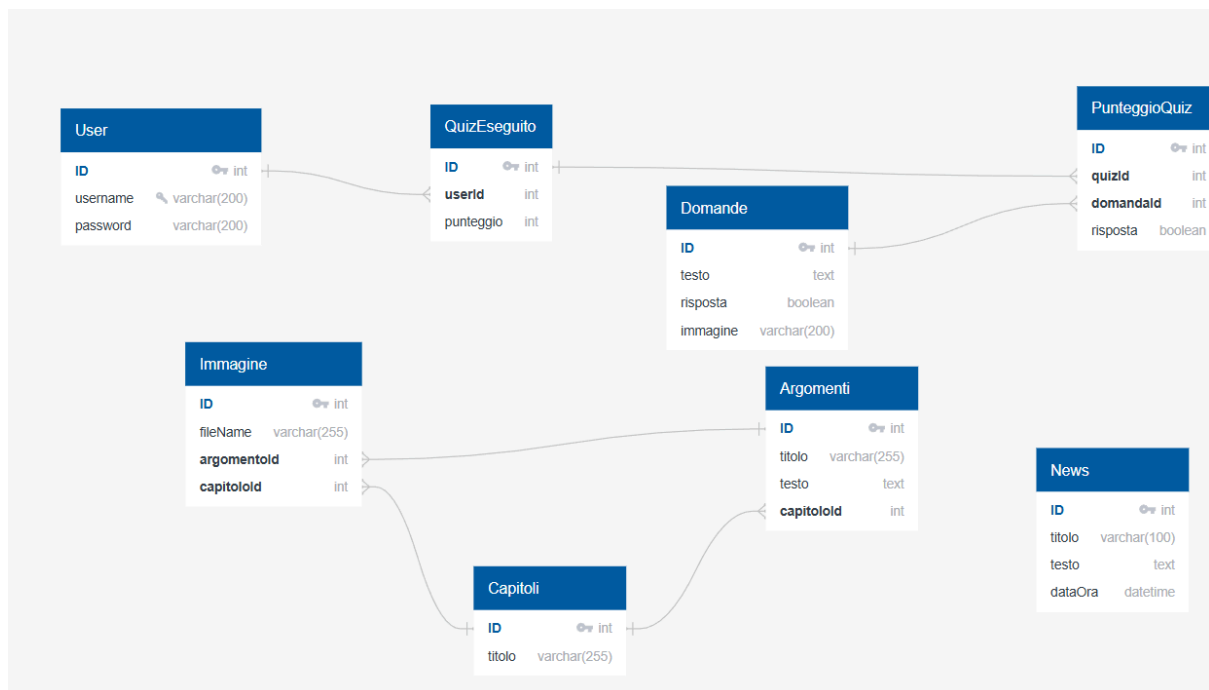 User
ID int
username varchar(200)
password varchar(200)
QuizEseguito
ID int
userId int
punteggio int
PunteggioQuiz
ID int
quizId int
domandaId int
risposta boolean
Domande
ID int
testo text
risposta boolean
immagine varchar(200)
Immagine
ID int
fileName varchar(255)
argomentoId int
capitoloId int
Argomenti
ID int
titolo varchar(255)
testo text
capitoloId int
News
ID int
titolo varchar(100)
testo text
dataOra datetime
Capitoli
ID int
titolo varchar(255)